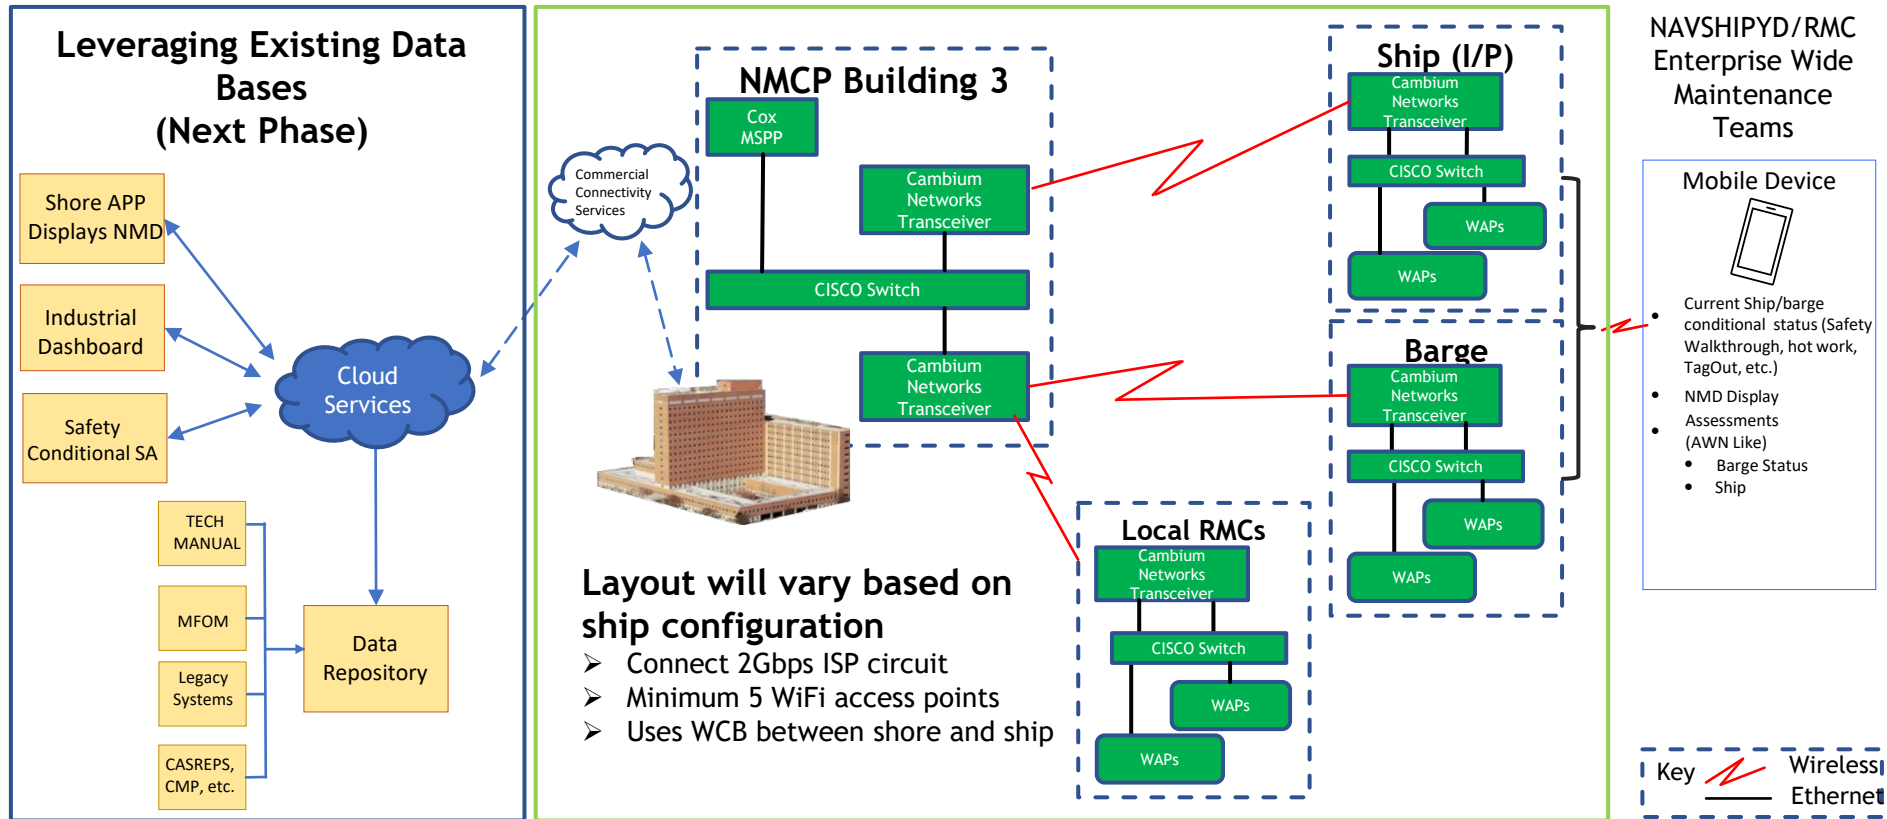 Leveraging Existing Data
Bases
(Next Phase)
Shore APP
Displays NMD
Industrial
Dashboard
Safety
Conditional SA
Cloud
Services
TECH
MANUAL
MFOM
Legacy
Systems
CASREPS,
CMP, etc.
Data
Repository
Commercial
Connectivity
Services
NMCP Building 3
Cox
MSPP
Cambium
Networks
Transceiver
CISCO Switch
Cambium
Networks
Transceiver
Layout will vary based on
ship configuration
➢ Connect 2Gbps ISP circuit
➢ Minimum 5 WiFi access points
➢ Uses WCB between shore and ship
Local RMCs
Cambium
Networks
Transceiver
CISCO Switch
WAPs
WAPs
Ship (I/P)
Cambium
Networks
Transceiver
CISCO Switch
WAPs
WAPs
Barge
Cambium
Networks
Transceiver
CISCO Switch
WAPs
WAPs
NAVSHIPYD/RMC
Enterprise Wide
Maintenance
Teams
Mobile Device
• Current Ship/barge
conditional status (Safety
Walkthrough, hot work,
TagOut, etc.)
• NMD Display
• Assessments
(AWN Like)
• Barge Status
• Ship
Key
Wireless
Ethernet